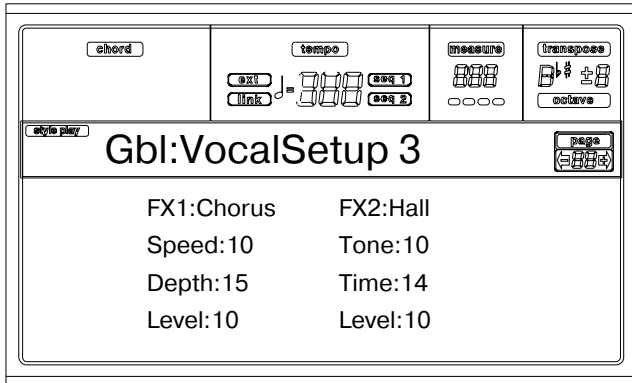 chord
tempo
measure
transpose
ext
link
seq 1
seq 2
octave
style play
Gbl:VocalSetup 3
page
FX1:Chorus FX2:Hall
Speed:10 Tone:10
Depth:15 Time:14
Level:10 Level:10